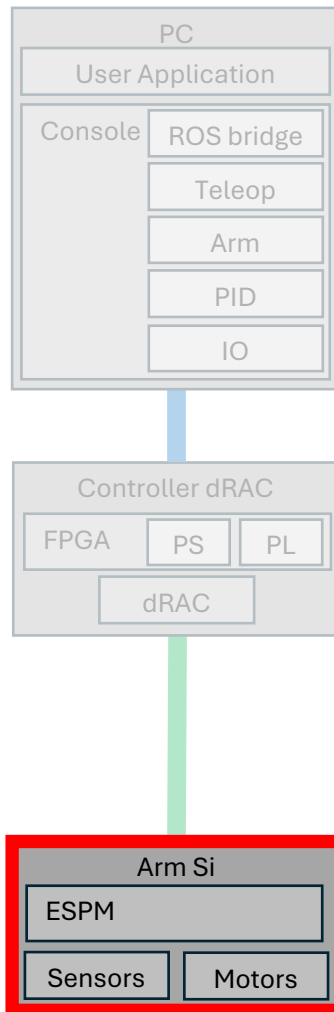 PC
User Application
Console
ROS bridge
Teleop
Arm
PID
IO
Controller dRAC
FPGA
PS
PL
dRAC
Arm Si
ESPM
Sensors
Motors